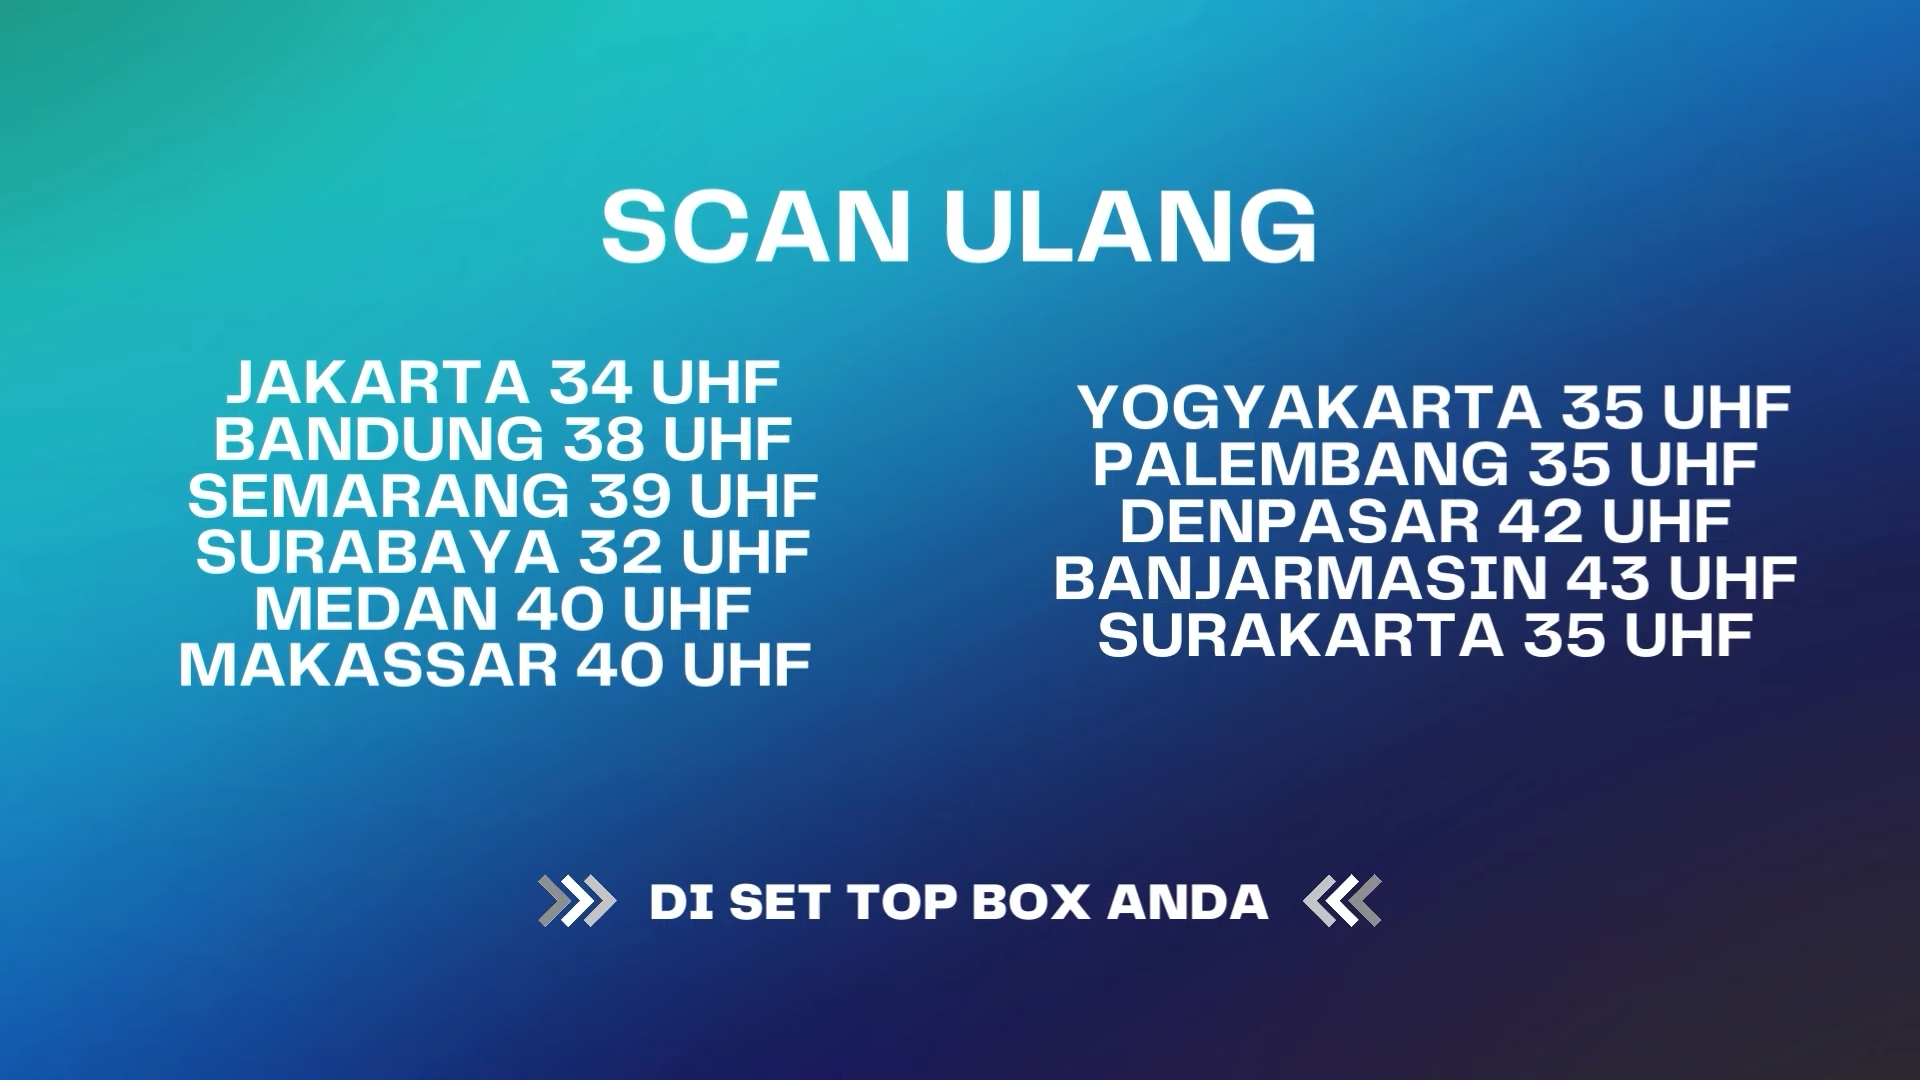 SCAN ULANG
JAKARTA 34 UHF
BANDUNG 38 UHF
SEMARANG 39 UHF
SURABAYA 32 UHF
MEDAN 40 UHF
MAKASSAR 40 UHF
YOGYAKARTA 35 UHF
PALEMBANG 35 UHF
DENPASAR 42 UHF
BANJARMASIN 43 UHF
SURAKARTA 35 UHF
DI SET TOP BOX ANDA